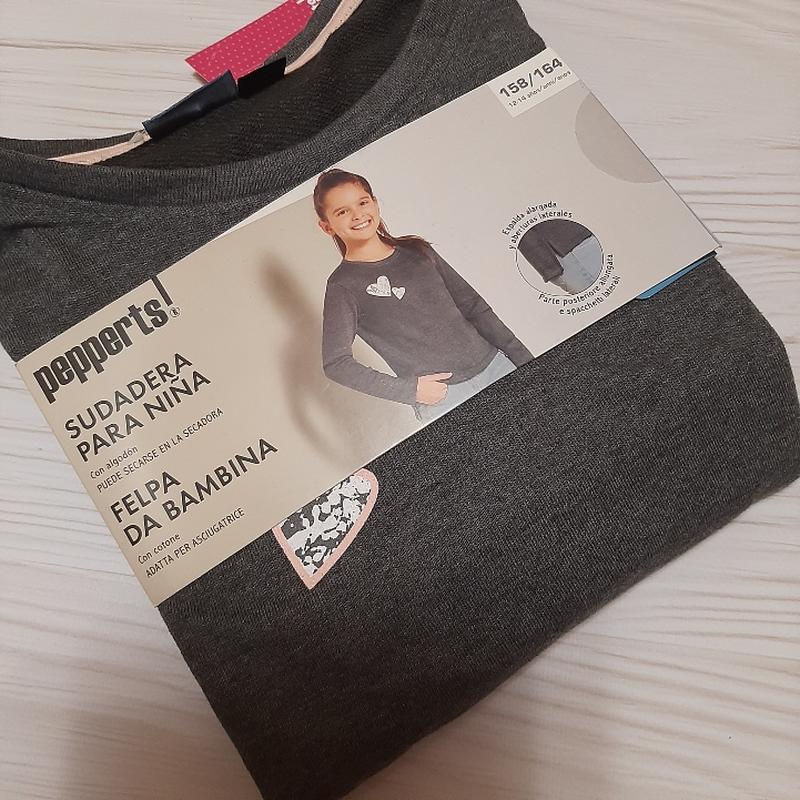 158/164
12-14 años/anni/anos
Espalda alargada
y aberturas laterales
Parte posteriore allungata
e spacchetti laterali
pepperts!®
SUDADERA
PARA NIÑA
Con algodón
PUEDE SECARSE EN LA SECADORA
FELPA
DA BAMBINA
Con cotone
ADATTA PER ASCIUGATRICE